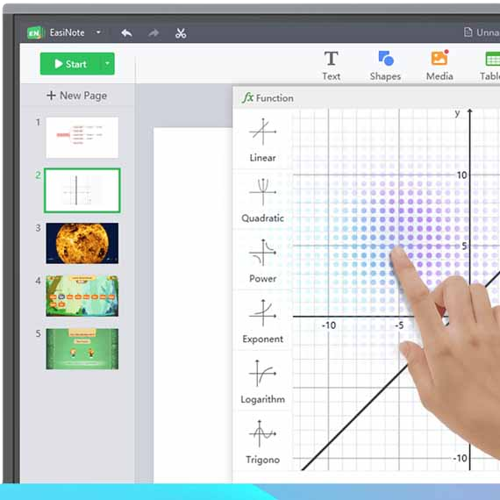 EN EasiNote
Unna
Start
Text
Shapes
Media
Table
+ New Page
fx Function
1
2
3
4
5
Linear
Quadratic
Power
Exponent
Logarithm
Trigono
y
10
5
-10
-5
-10